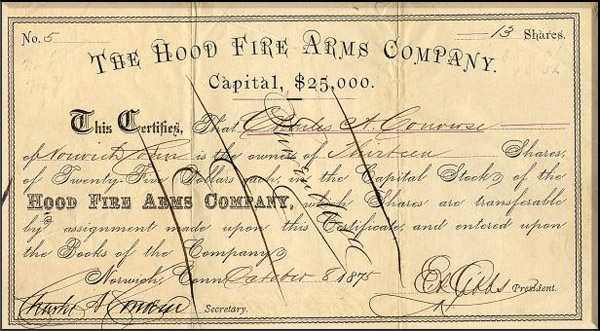 No. 5
13 Shares.
THE HOOD FIRE ARMS COMPANY.
Capital, $25,000.
This Certifies, That Charles A. Converse
of Norwich Conn is the owner of Thirteen Shares,
of Twenty-Five Dollars each, in the Capital Stock of the
HOOD FIRE ARMS COMPANY, which Shares are transferable
by assignment made upon this Certificate, and entered upon
the Books of the Company.
Norwich, Conn. October 8 1875
Charles A. Converse Secretary.
President.